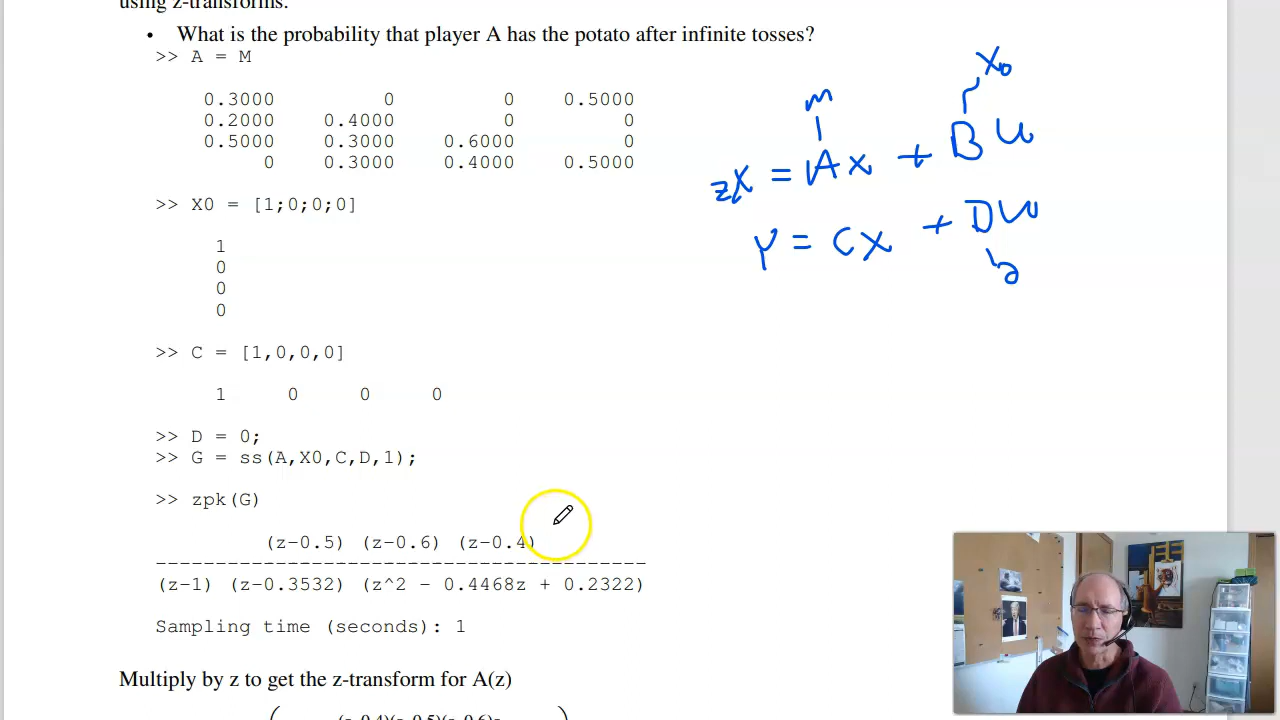 using z-transforms.
• What is the probability that player A has the potato after infinite tosses?
>> A = M
0.3000 0 0 0.5000
0.2000 0.4000 0 0
0.5000 0.3000 0.6000 0
0 0.3000 0.4000 0.5000
>> X0 = [1;0;0;0]
1
0
0
0
>> C = [1,0,0,0]
1 0 0 0
>> D = 0;
>> G = ss(A,X0,C,D,1);
>> zpk(G)
(z-0.5) (z-0.6) (z-0.4)
-----------------------------------------
(z-1) (z-0.3532) (z^2 - 0.4468z + 0.2322)
Sampling time (seconds): 1
Multiply by z to get the z-transform for A(z)
m
X0
zX = AX + BU
Y = CX + DU